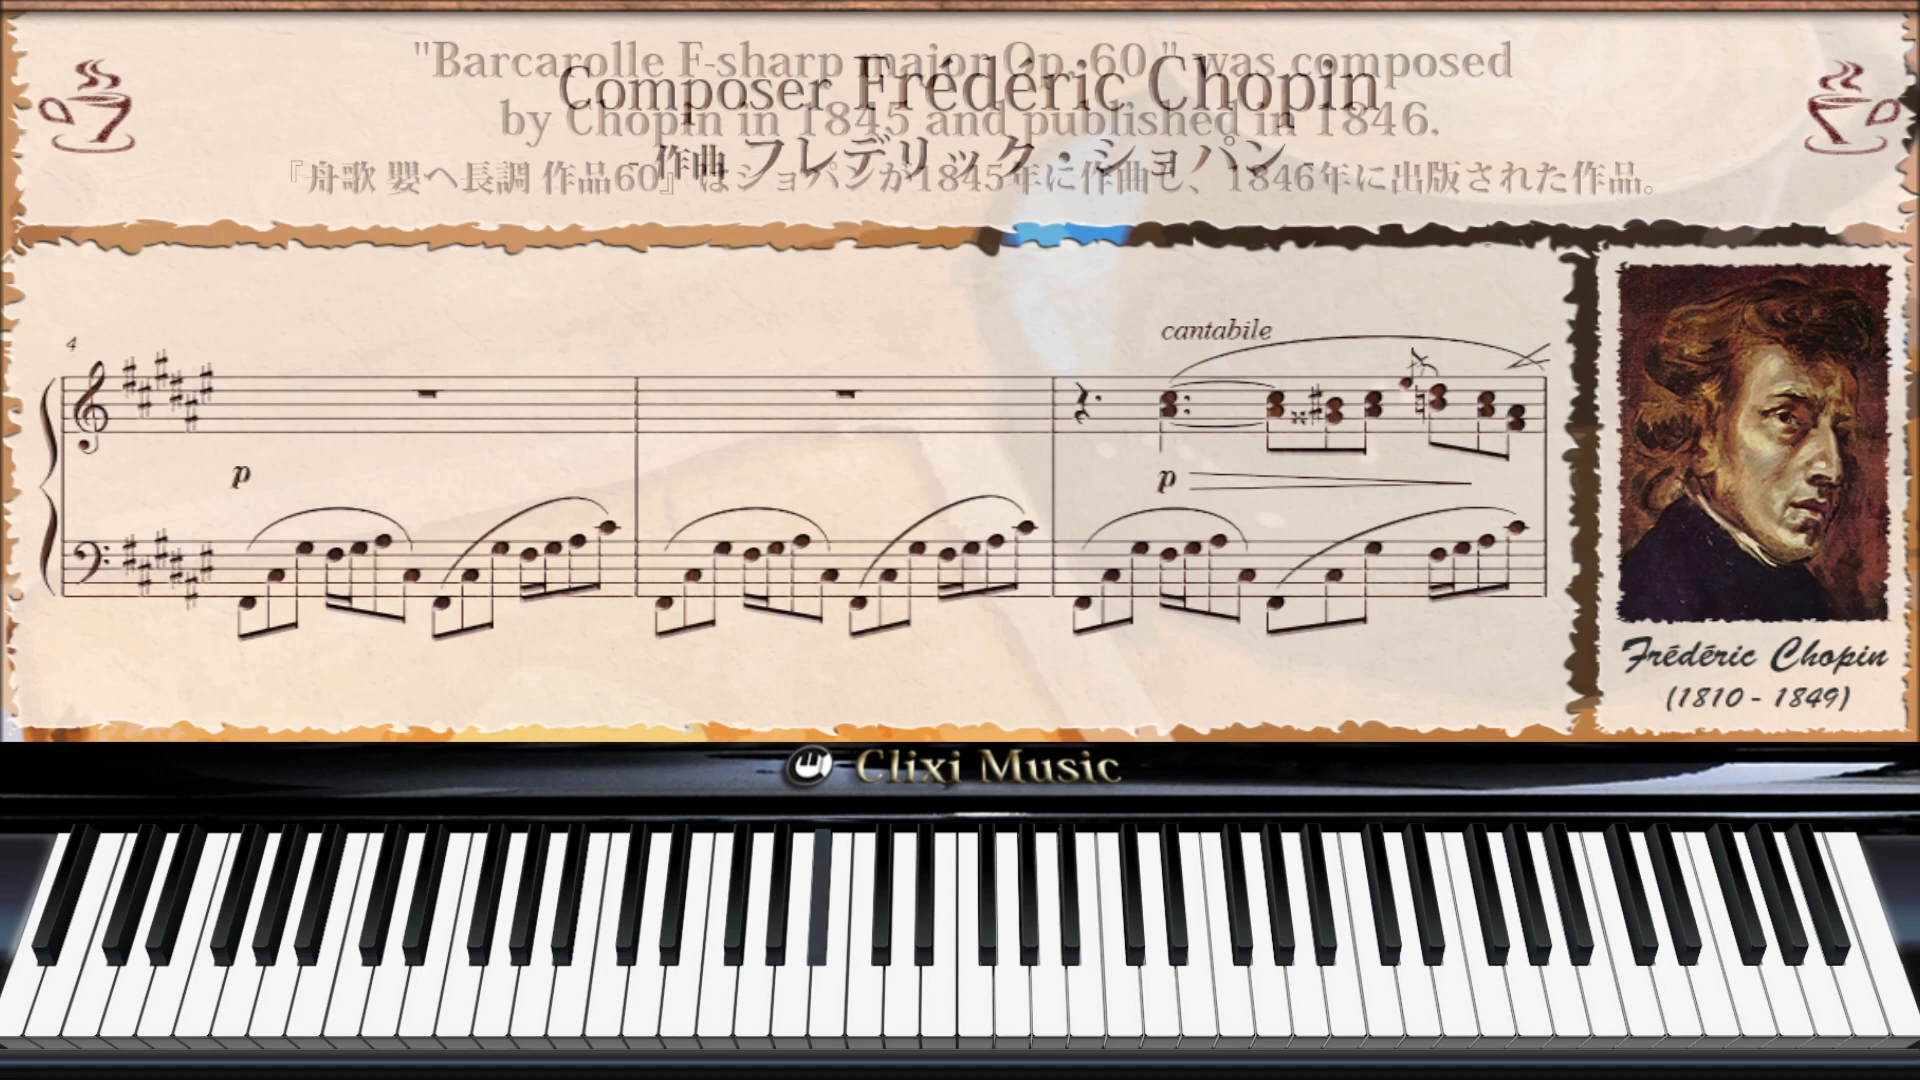 "Barcarolle F-sharp major Op. 60 " was composed
Composer Frédéric Chopin
by Chopin in 1845 and published in 1846.
- 作曲 フレデリック・ショパン -
『舟歌 嬰ヘ長調 作品60』はショパンが1845年に作曲し、1846年に出版された作品。
4
cantabile
p
p
Frédéric Chopin
(1810 - 1849)
Clixi Music